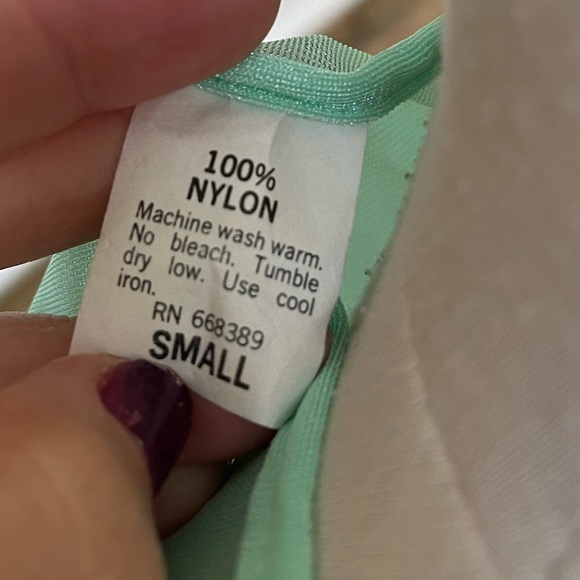 100%
NYLON
Machine wash warm.
No bleach. Tumble
dry low. Use cool
iron.
RN 668389
SMALL